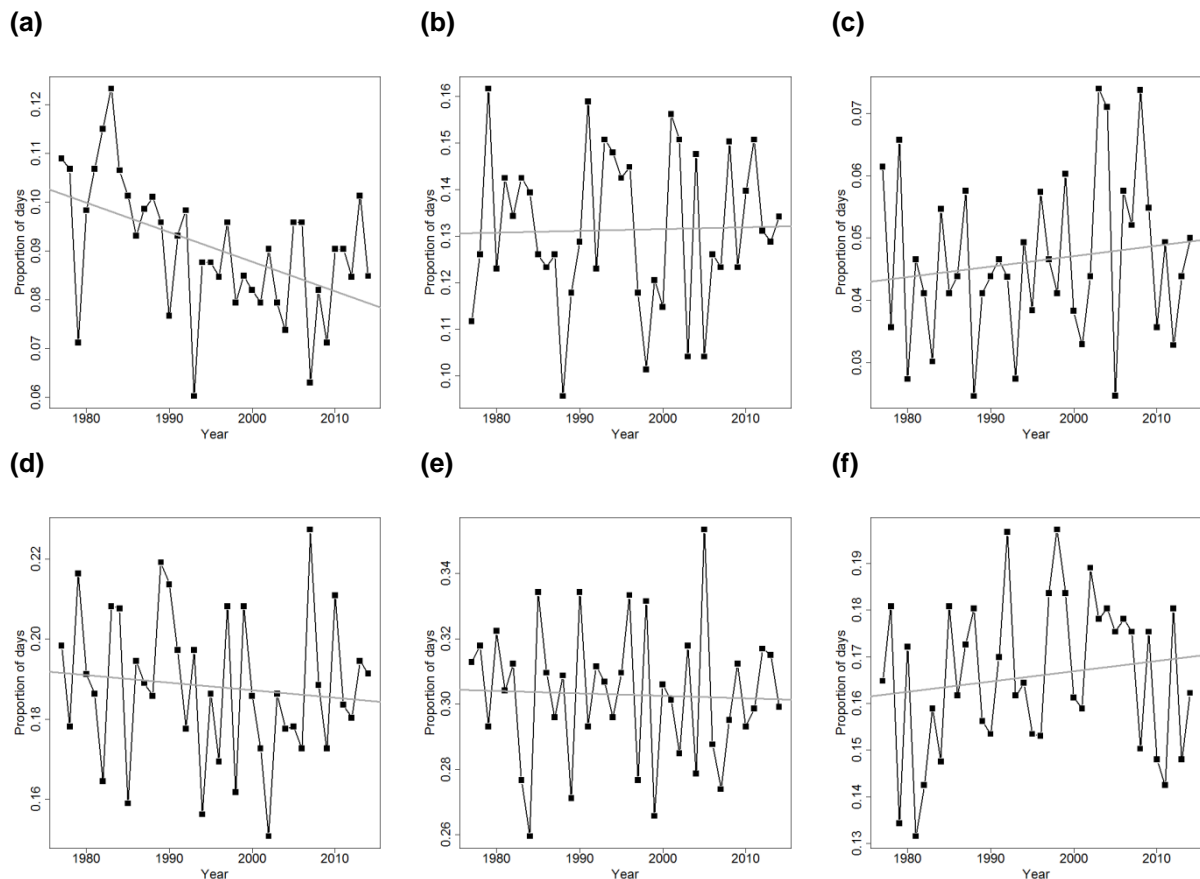 (a)
Proportion of days
0.06 0.07 0.08 0.09 0.10 0.11 0.12
1980 1990 2000 2010
Year
(b)
Proportion of days
0.10 0.11 0.12 0.13 0.14 0.15 0.16
1980 1990 2000 2010
Year
(c)
Proportion of days
0.03 0.04 0.05 0.06 0.07
1980 1990 2000 2010
Year
(d)
Proportion of days
0.16 0.18 0.20 0.22
1980 1990 2000 2010
Year
(e)
Proportion of days
0.26 0.28 0.30 0.32 0.34
1980 1990 2000 2010
Year
(f)
Proportion of days
0.13 0.14 0.15 0.16 0.17 0.18 0.19
1980 1990 2000 2010
Year